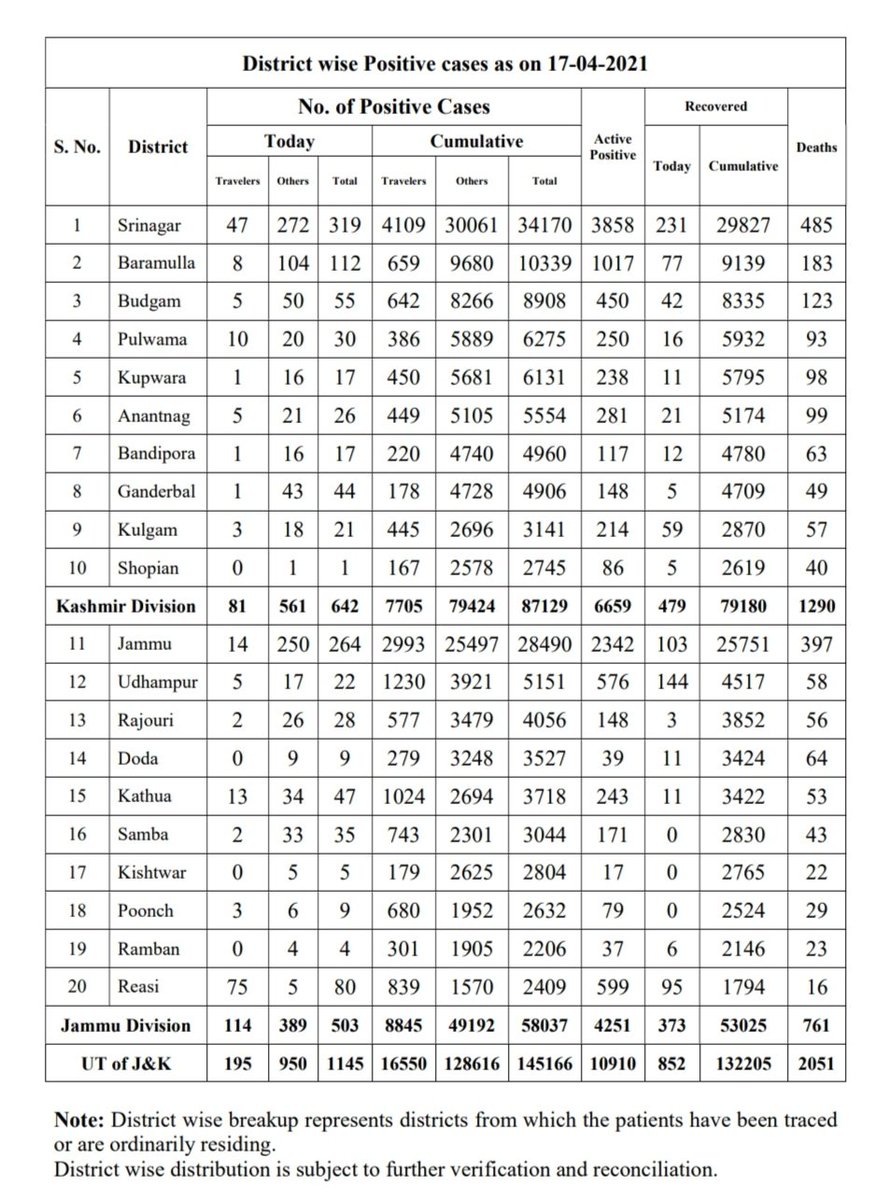 District wise Positive cases as on 17-04-2021
S. No. District No. of Positive Cases Active Positive Recovered Deaths
Today Cumulative Today Cumulative
Travelers Others Total Travelers Others Total
1 Srinagar 47 272 319 4109 30061 34170 3858 231 29827 485
2 Baramulla 8 104 112 659 9680 10339 1017 77 9139 183
3 Budgam 5 50 55 642 8266 8908 450 42 8335 123
4 Pulwama 10 20 30 386 5889 6275 250 16 5932 93
5 Kupwara 1 16 17 450 5681 6131 238 11 5795 98
6 Anantnag 5 21 26 449 5105 5554 281 21 5174 99
7 Bandipora 1 16 17 220 4740 4960 117 12 4780 63
8 Ganderbal 1 43 44 178 4728 4906 148 5 4709 49
9 Kulgam 3 18 21 445 2696 3141 214 59 2870 57
10 Shopian 0 1 1 167 2578 2745 86 5 2619 40
Kashmir Division 81 561 642 7705 79424 87129 6659 479 79180 1290
11 Jammu 14 250 264 2993 25497 28490 2342 103 25751 397
12 Udhampur 5 17 22 1230 3921 5151 576 144 4517 58
13 Rajouri 2 26 28 577 3479 4056 148 3 3852 56
14 Doda 0 9 9 279 3248 3527 39 11 3424 64
15 Kathua 13 34 47 1024 2694 3718 243 11 3422 53
16 Samba 2 33 35 743 2301 3044 171 0 2830 43
17 Kishtwar 0 5 5 179 2625 2804 17 0 2765 22
18 Poonch 3 6 9 680 1952 2632 79 0 2524 29
19 Ramban 0 4 4 301 1905 2206 37 6 2146 23
20 Reasi 75 5 80 839 1570 2409 599 95 1794 16
Jammu Division 114 389 503 8845 49192 58037 4251 373 53025 761
UT of J&K 195 950 1145 16550 128616 145166 10910 852 132205 2051
Note: District wise breakup represents districts from which the patients have been traced
or are ordinarily residing.
District wise distribution is subject to further verification and reconciliation.